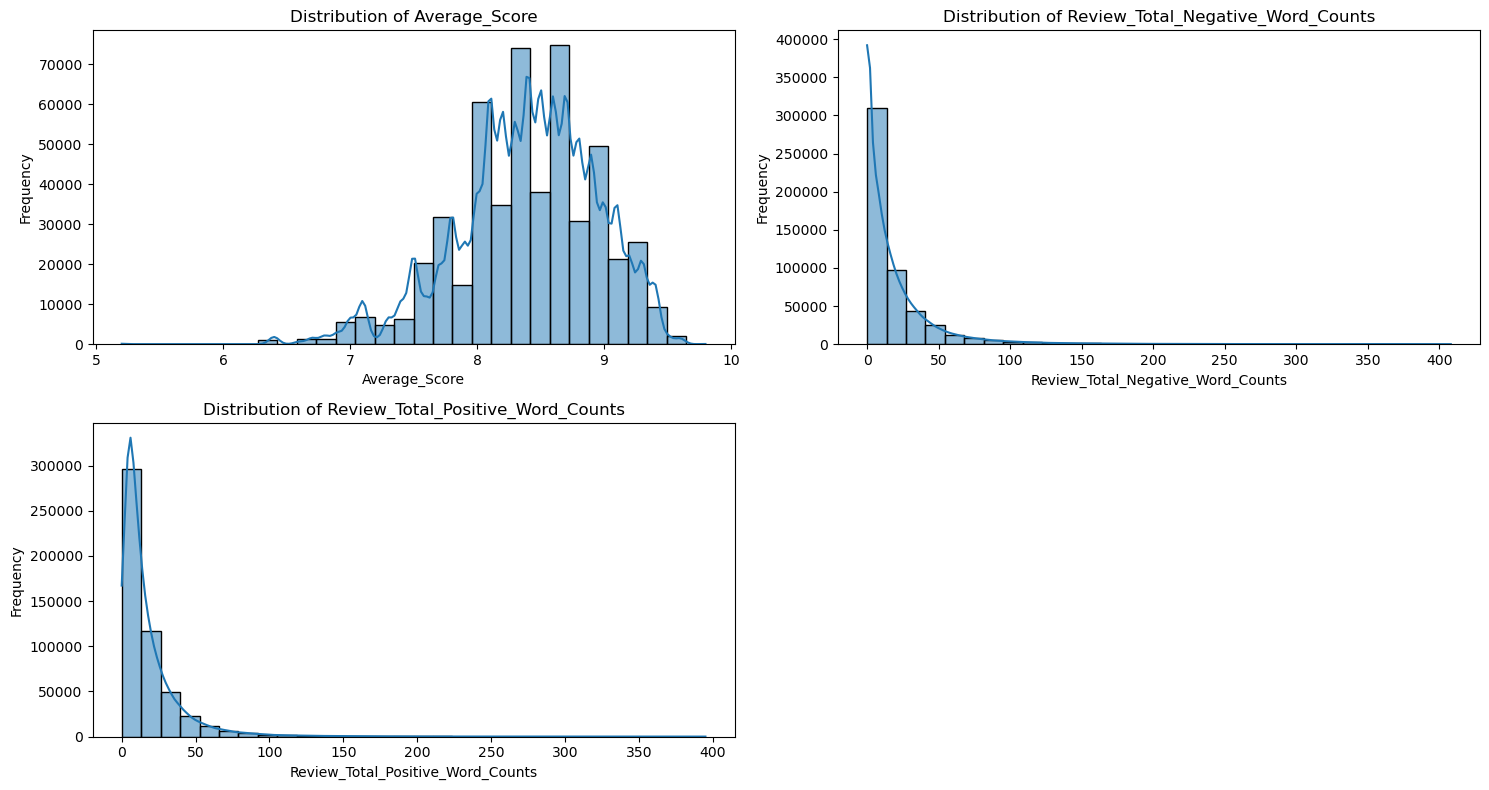 Distribution of Average_Score
Frequency
70000
60000
50000
40000
30000
20000
10000
0
5 6 7 8 9 10
Average_Score
Distribution of Review_Total_Negative_Word_Counts
Frequency
400000
350000
300000
250000
200000
150000
100000
50000
0
0 50 100 150 200 250 300 350 400
Review_Total_Negative_Word_Counts
Distribution of Review_Total_Positive_Word_Counts
Frequency
300000
250000
200000
150000
100000
50000
0
0 50 100 150 200 250 300 350 400
Review_Total_Positive_Word_Counts